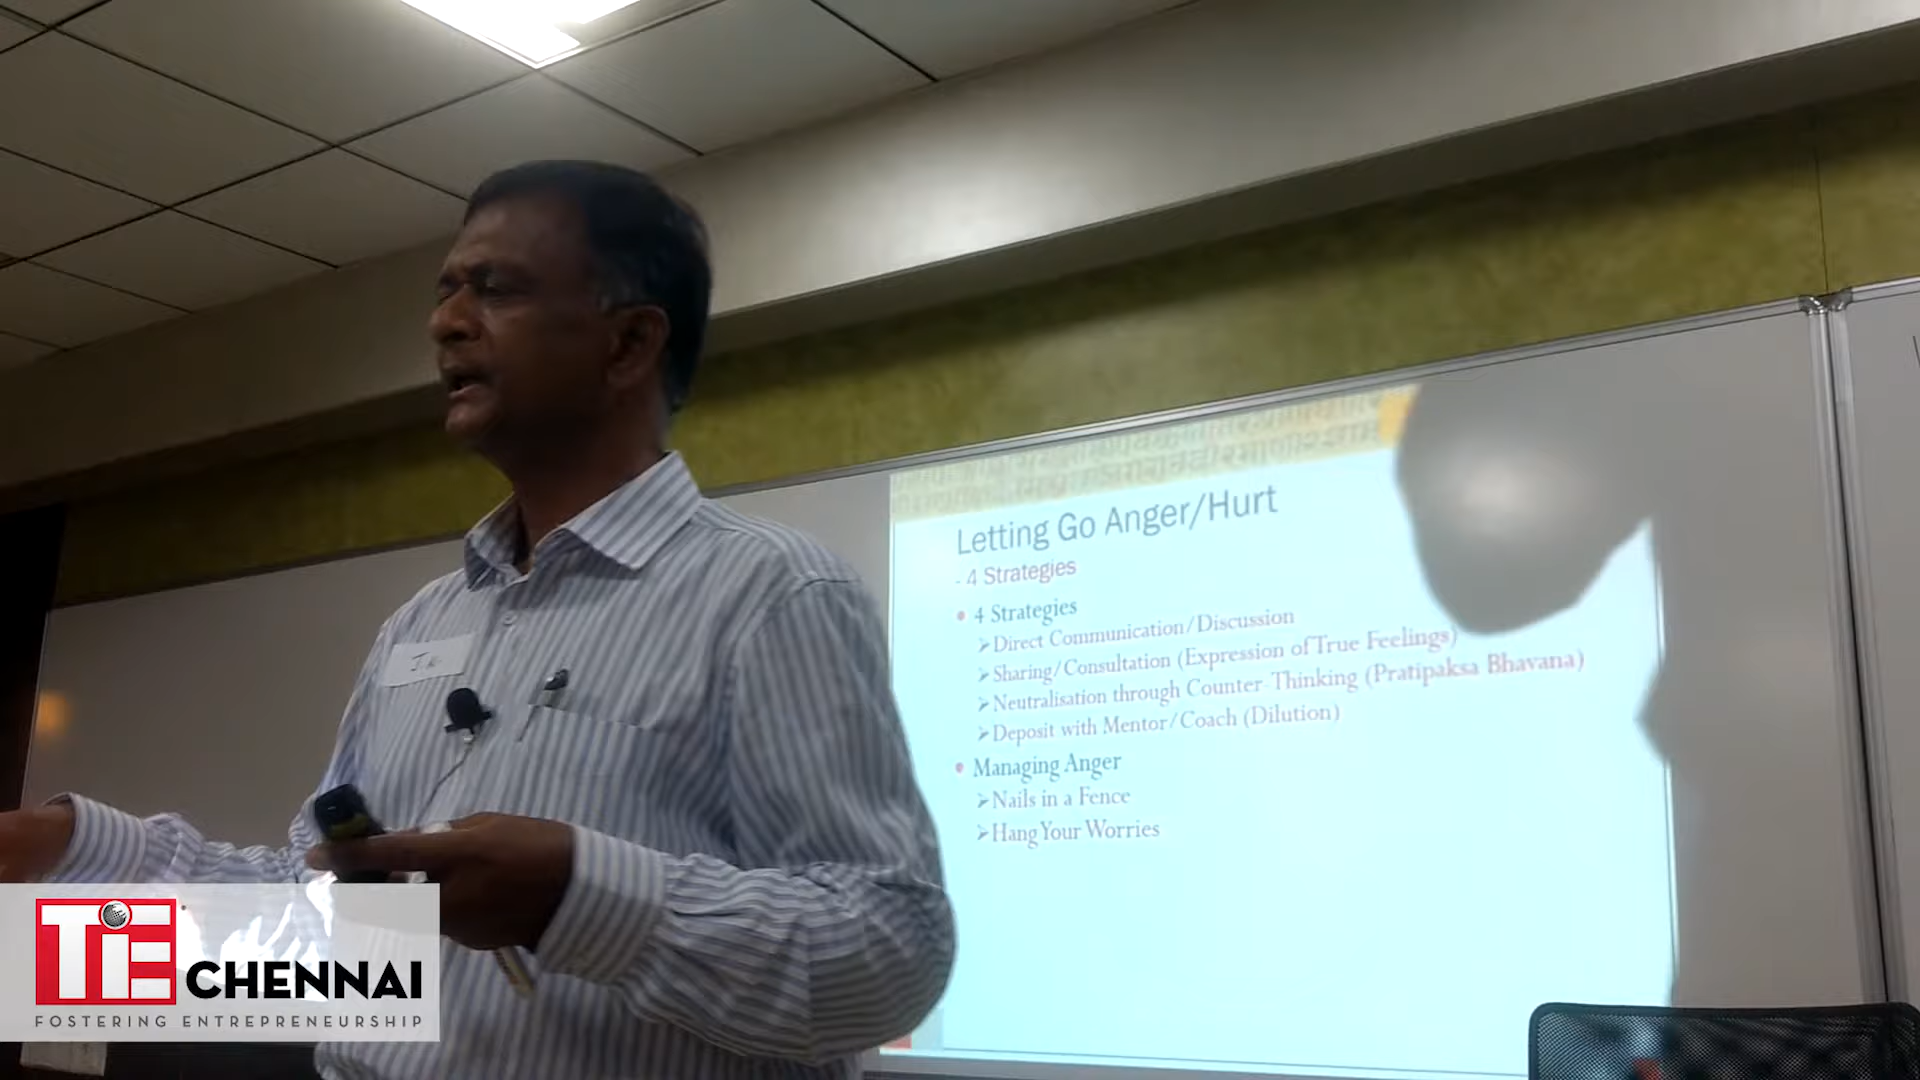 Letting Go Anger/Hurt
- 4 Strategies
• 4 Strategies
➢Direct Communication/Discussion
➢Sharing/Consultation (Expression of True Feelings)
➢Neutralisation through Counter-Thinking (Pratipaksa Bhavana)
➢Deposit with Mentor/Coach (Dilution)
• Managing Anger
➢Nails in a Fence
➢Hang Your Worries
TiE CHENNAI
FOSTERING ENTREPRENEURSHIP